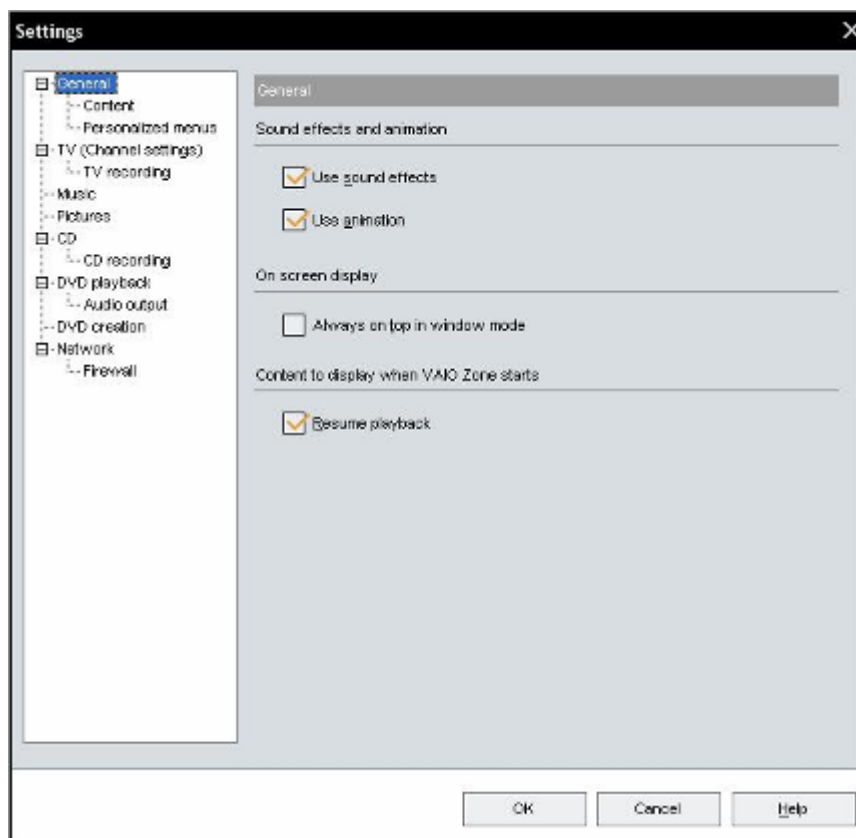 Settings
General
Content
Personalized menus
TV (Channel settings)
TV recording
Music
Pictures
CD
CD recording
DVD playback
Audio output
DVD creation
Network
Firewall
General
Sound effects and animation
Use sound effects
Use animation
On screen display
Always on top in window mode
Content to display when VAIO Zone starts
Resume playback
OK
Cancel
Help